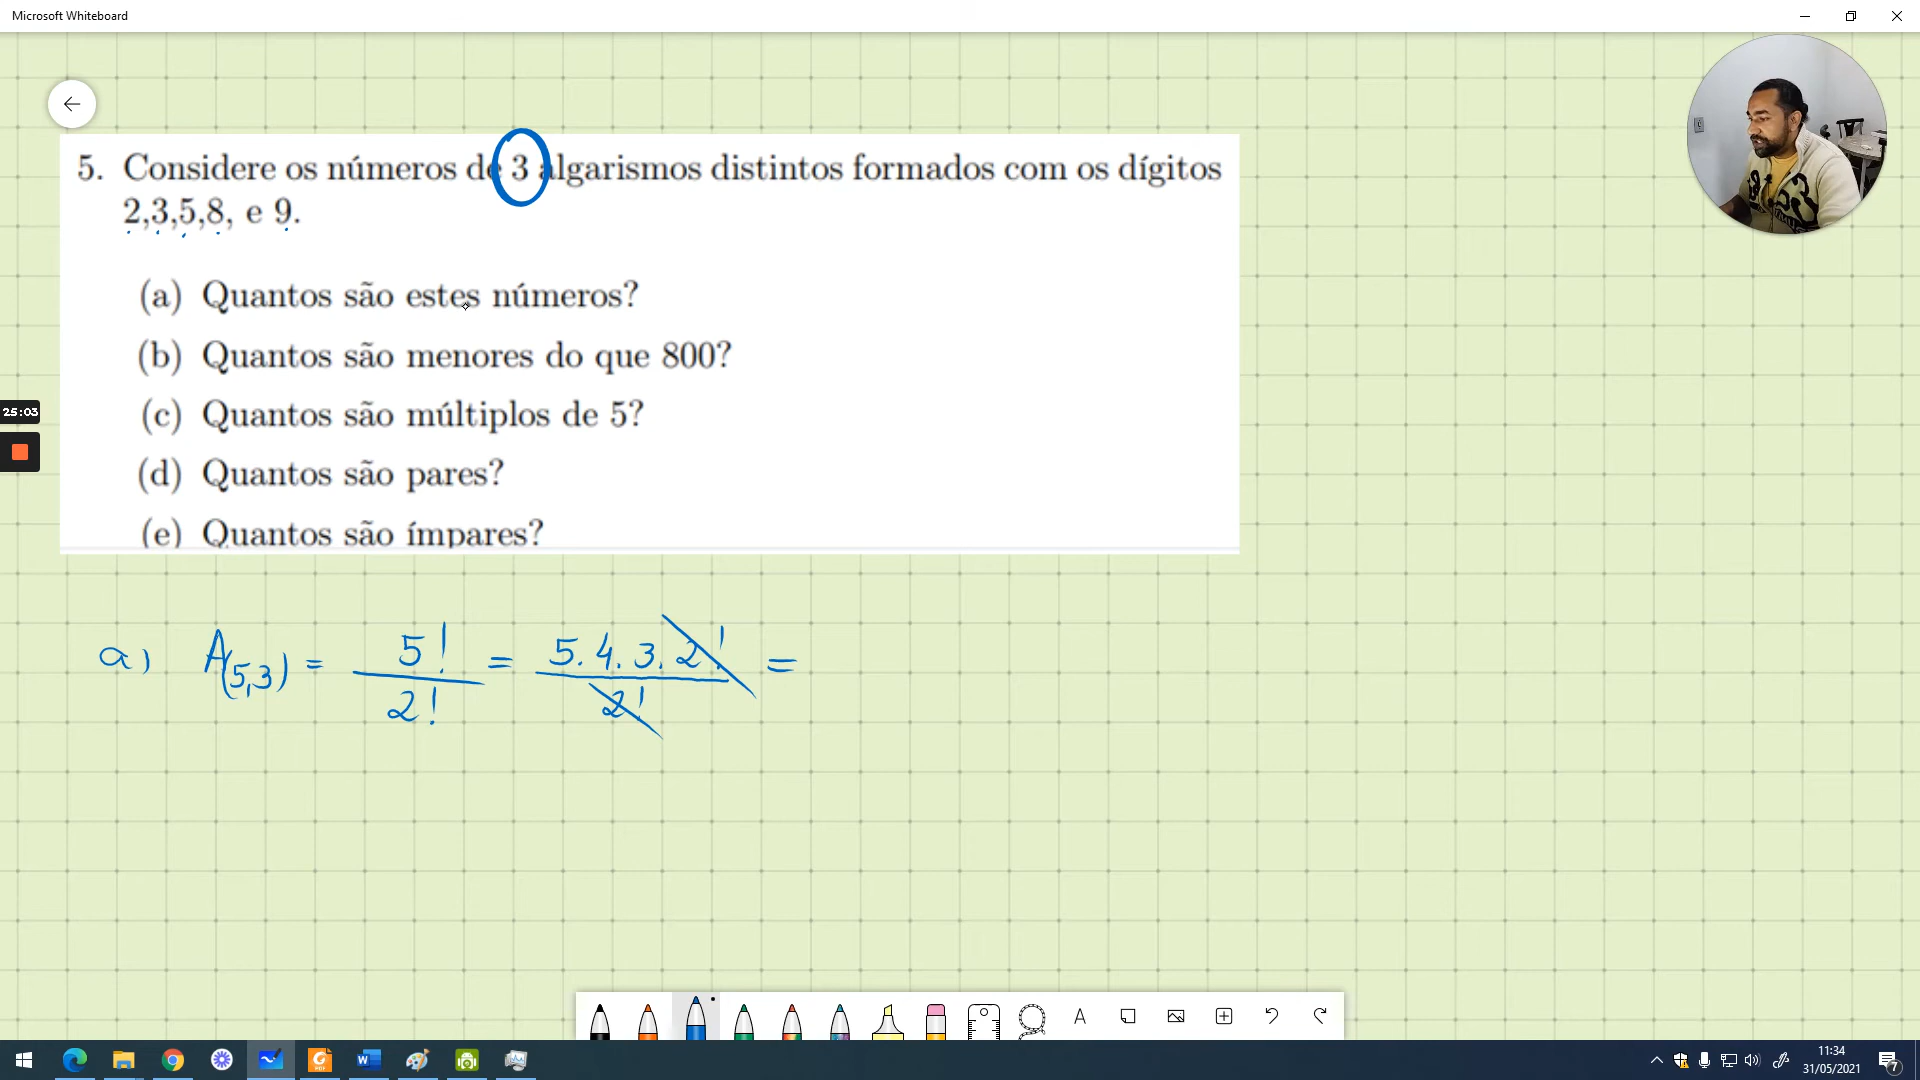 Microsoft Whiteboard
5. Considere os números de 3 algarismos distintos formados com os dígitos
2,3,5,8, e 9.
(a) Quantos são estes números?
(b) Quantos são menores do que 800?
(c) Quantos são múltiplos de 5?
(d) Quantos são pares?
(e) Quantos são ímpares?
25:03
a) A(5,3) = 5!/2! = 5.4.3.2!/2! =
A
11:34
31/05/2021
7